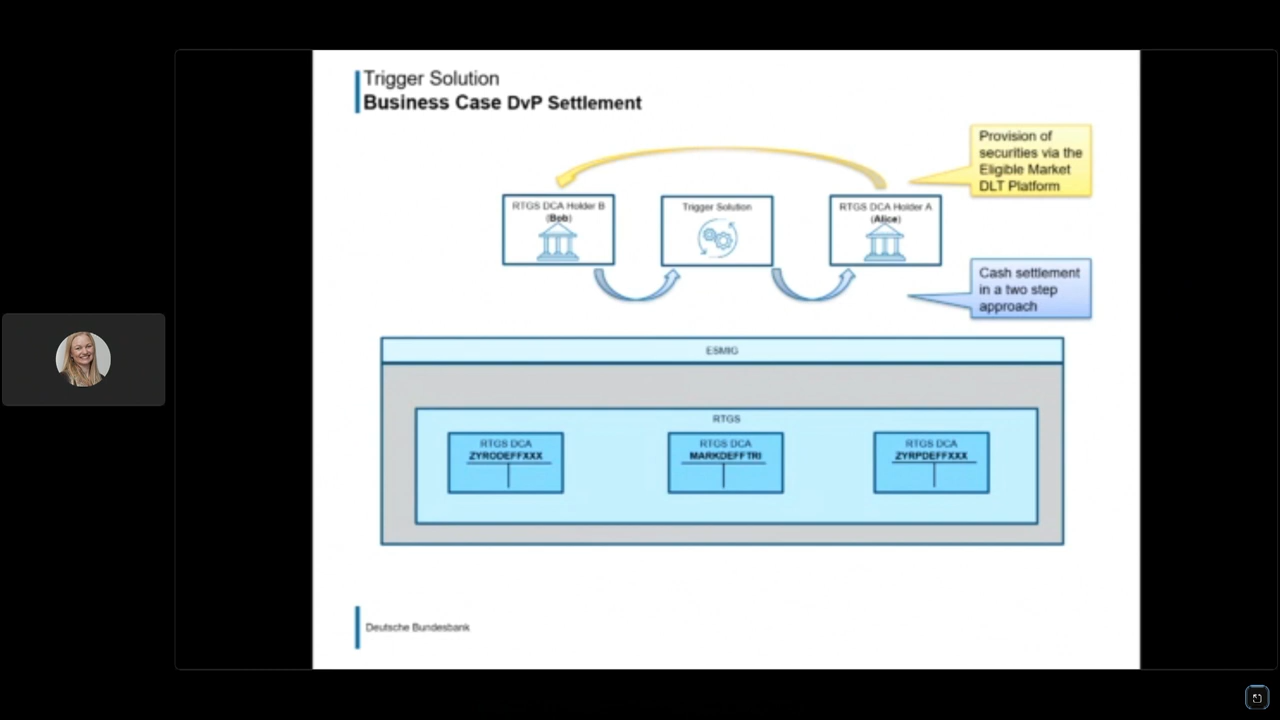 Trigger Solution
Business Case DvP Settlement
Provision of
securities via the
Eligible Market
DLT Platform
RTGS DCA Holder B
(Bob)
Trigger Solution
RTGS DCA Holder A
(Alice)
Cash settlement
in a two step
approach
ESMIG
RTGS
RTGS DCA
ZYRODEFFXXX
RTGS DCA
MARKDEFFTRI
RTGS DCA
ZYRPDEFFXXX
Deutsche Bundesbank